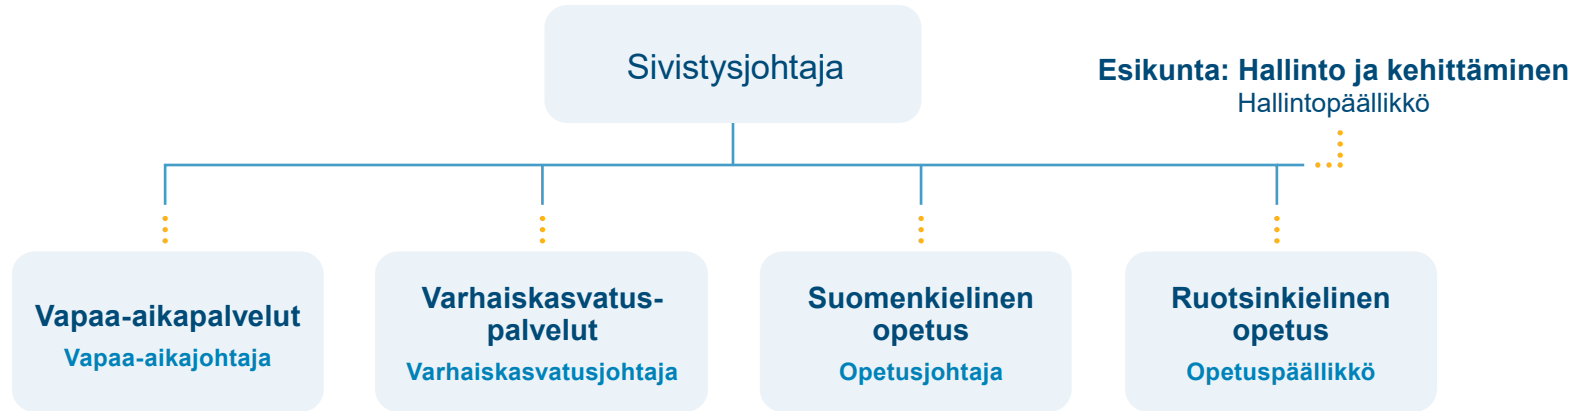 Sivistysjohtaja
Esikunta: Hallinto ja kehittäminen
Hallintopäällikkö
Vapaa-aikapalvelut
Vapaa-aikajohtaja
Varhaiskasvatus-
palvelut
Varhaiskasvatusjohtaja
Suomenkielinen
opetus
Opetusjohtaja
Ruotsinkielinen
opetus
Opetuspäällikkö